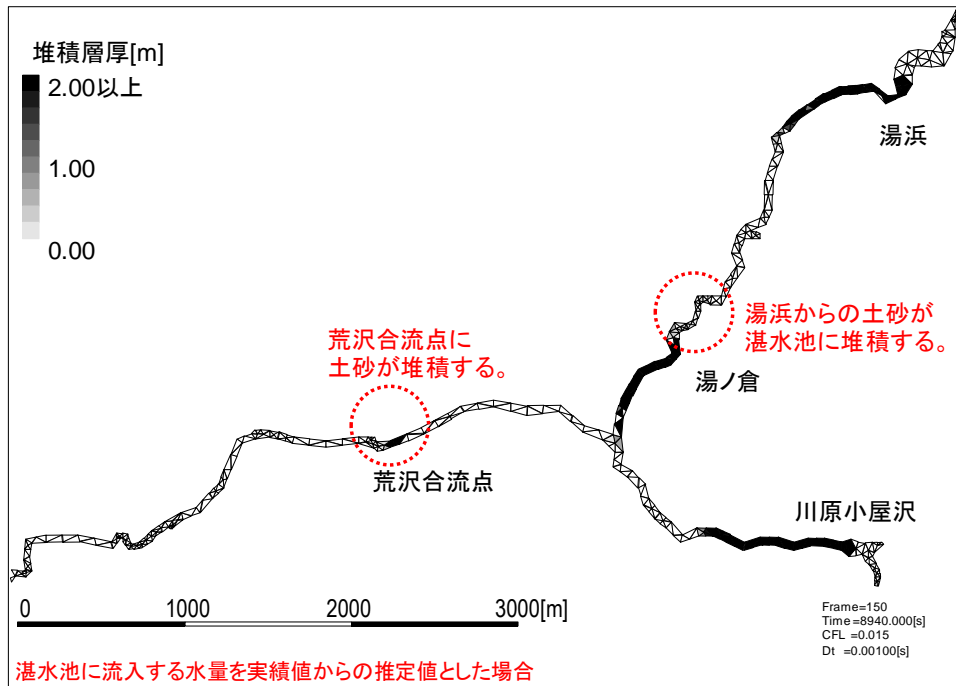 堆積層厚[m]
2.00以上
1.00
0.00
湯浜
湯浜からの土砂が
湛水池に堆積する。
湯ノ倉
荒沢合流点に
土砂が堆積する。
荒沢合流点
川原小屋沢
0 1000 2000 3000[m]
Frame=150
Time=8940.000[s]
CFL =0.015
Dt =0.00100[s]
湛水池に流入する水量を実績値からの推定値とした場合